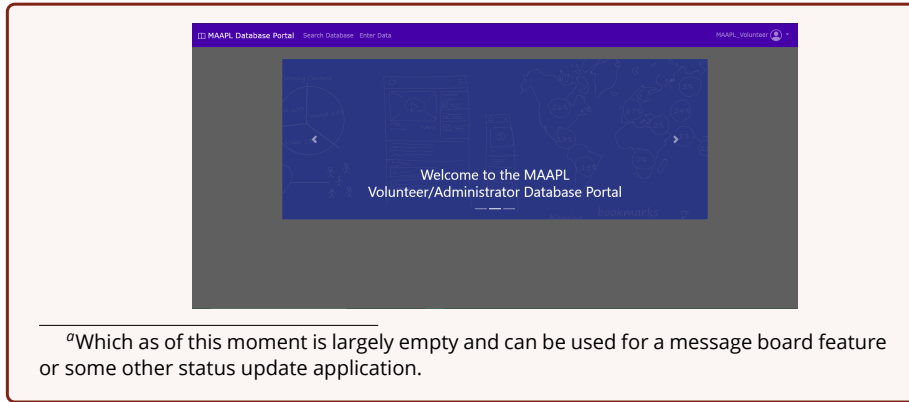 MAAPL Database Portal Search Database Enter Data MAAPL_Volunteer
Welcome to the MAAPL
Volunteer/Administrator Database Portal
bookmarks
aWhich as of this moment is largely empty and can be used for a message board feature
or some other status update application.